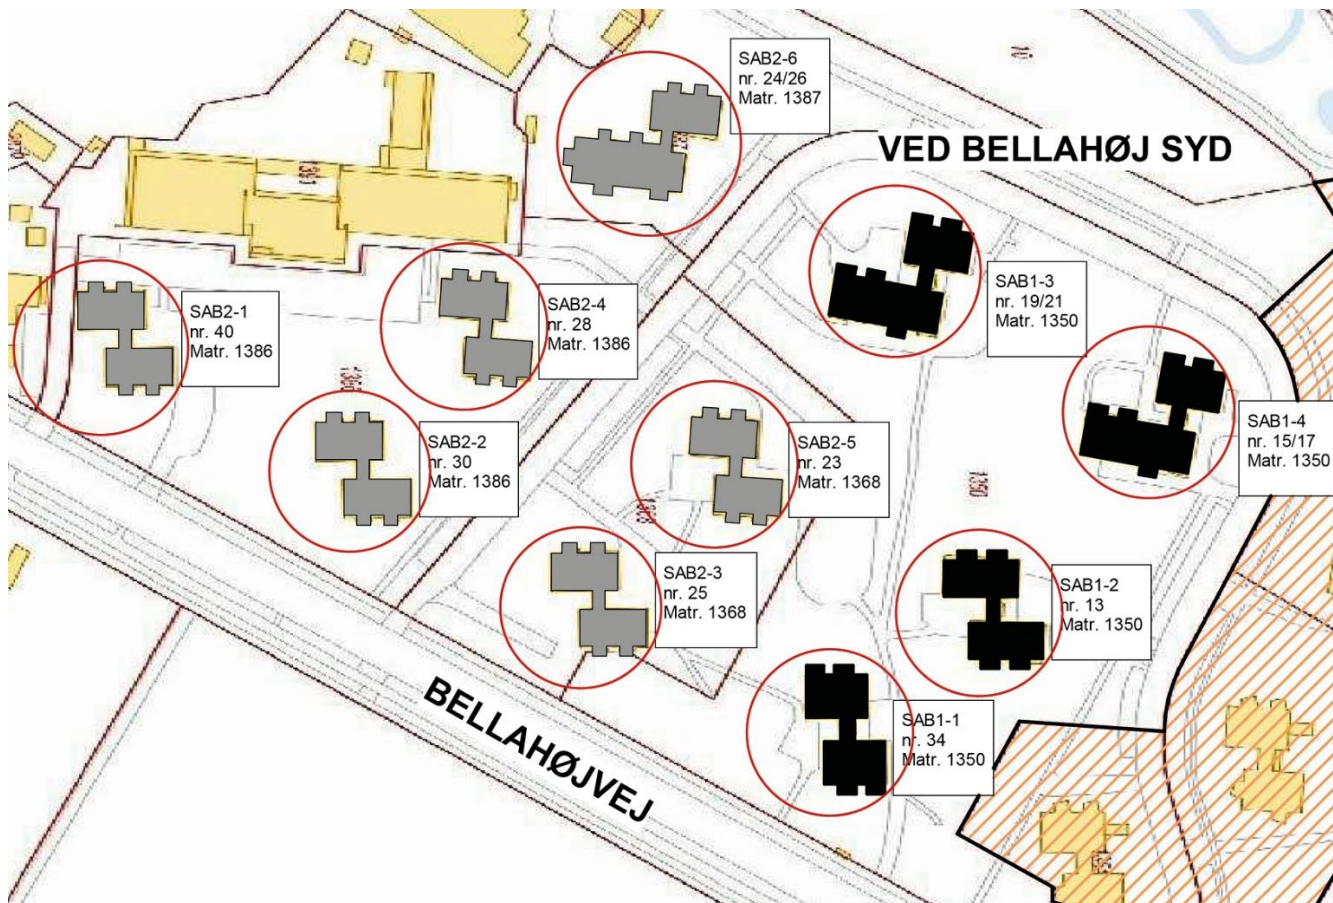 SAB2-6
nr. 24/26
Matr. 1387
10
VED BELLAHØJ SYD
SAB1-3
nr. 19/21
Matr. 1350
SAB2-1
nr. 40
Matr. 1386
SAB2-4
nr. 28
Matr. 1386
SAB1-4
nr. 15/17
Matr. 1350
SAB2-2
nr. 30
Matr. 1386
SAB2-5
nr. 23
Matr. 1368
1350
1368
SAB2-3
nr. 25
Matr. 1368
SAB1-2
nr. 13
Matr. 1350
SAB1-1
nr. 34
Matr. 1350
BELLAHØJVEJ